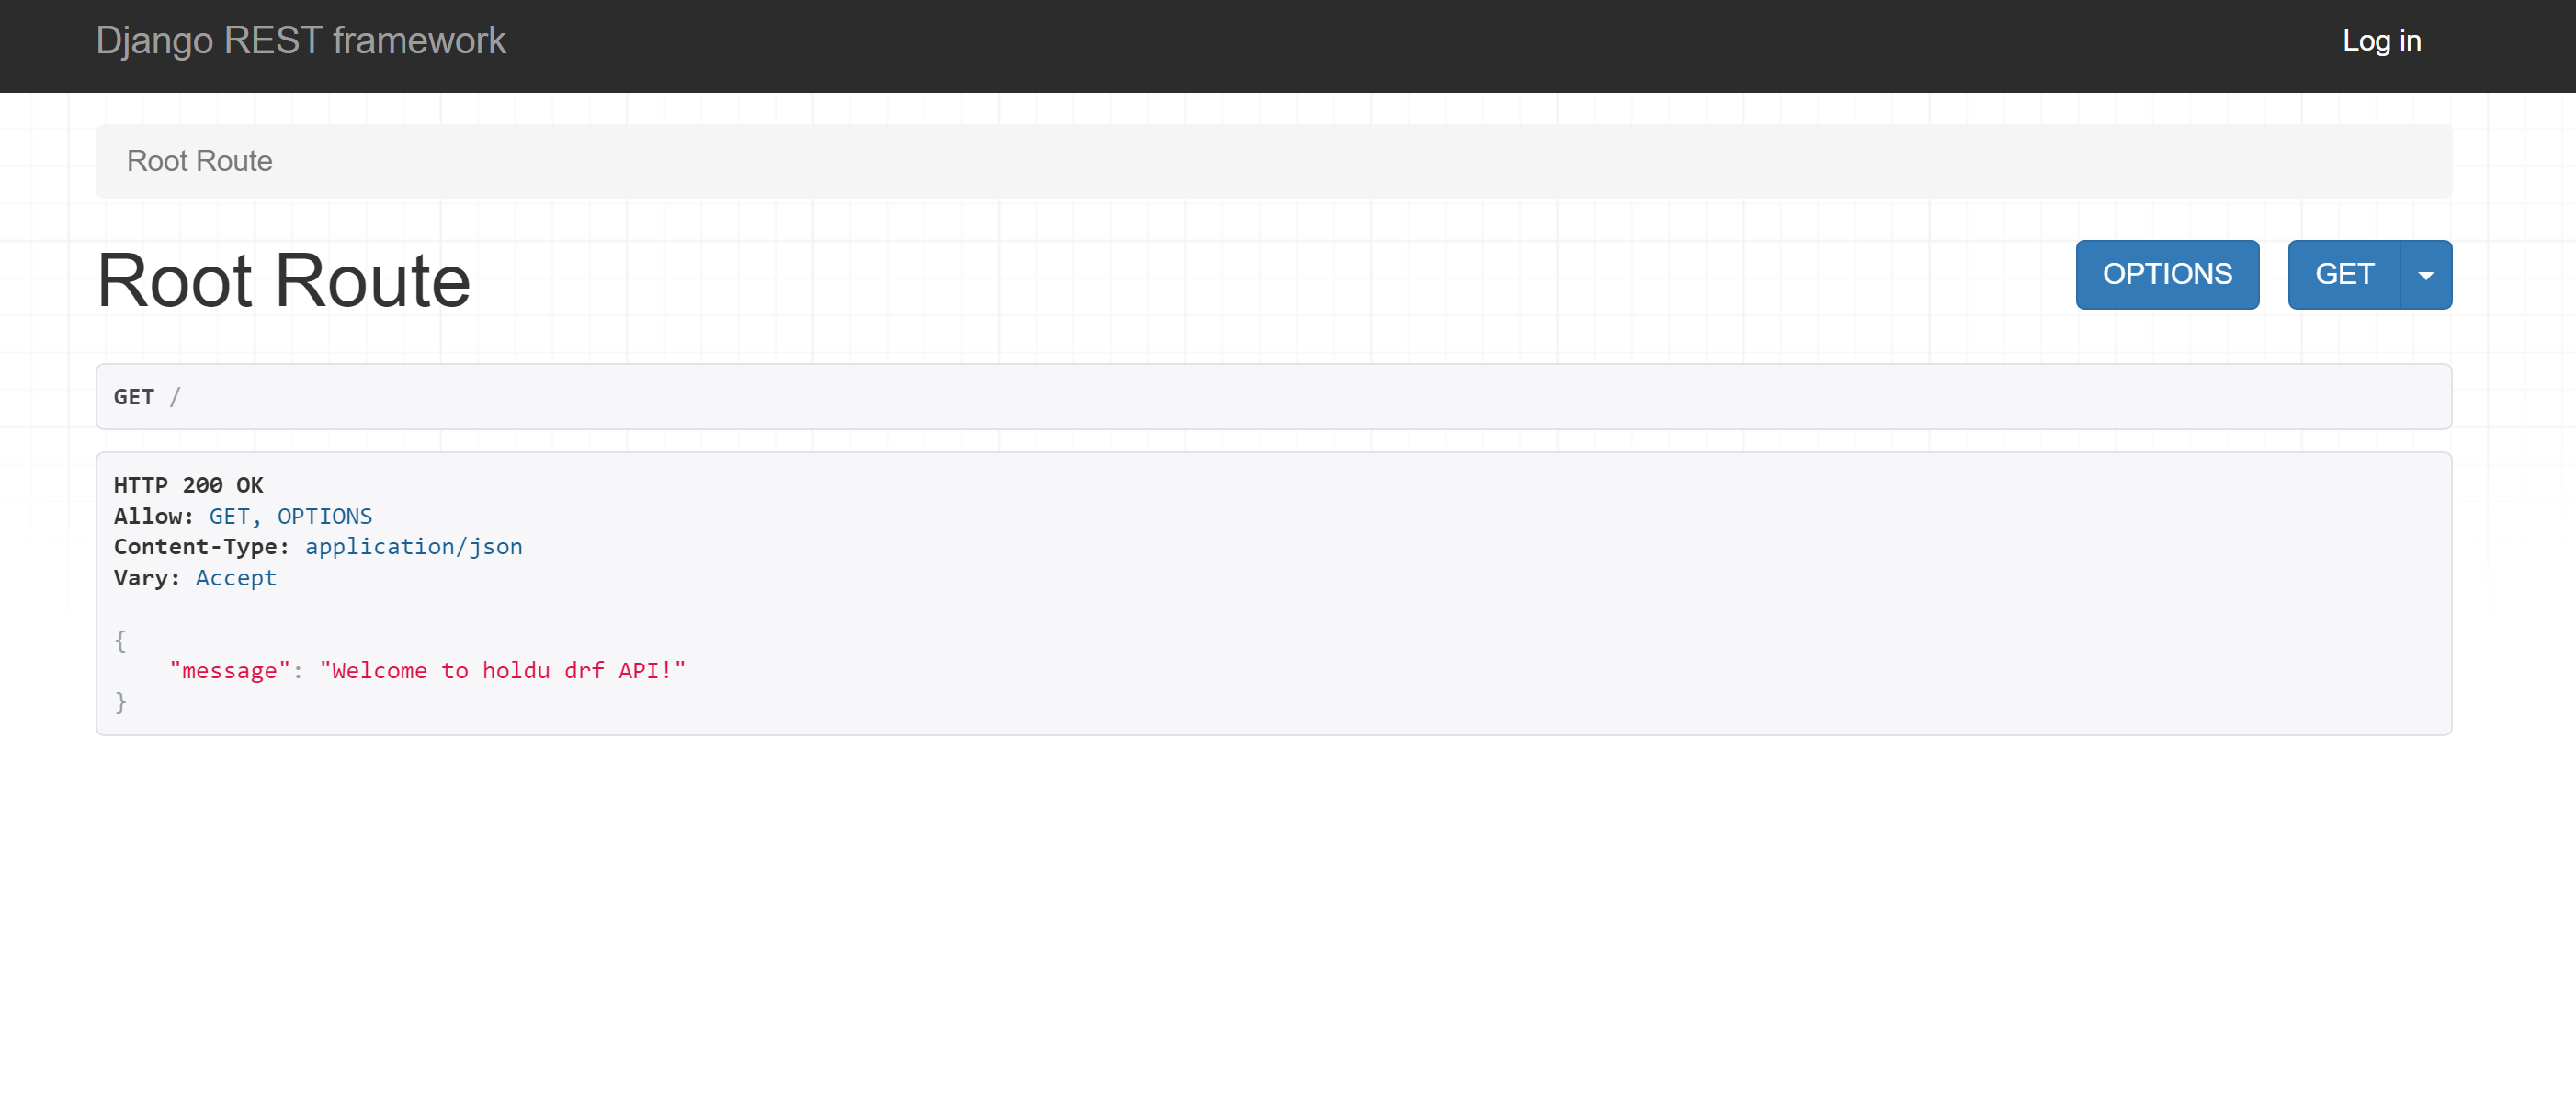 Django REST framework
Log in
Root Route
Root Route
OPTIONS
GET
GET /
HTTP 200 OK
Allow: GET, OPTIONS
Content-Type: application/json
Vary: Accept
{
    "message": "Welcome to holdu drf API!"
}